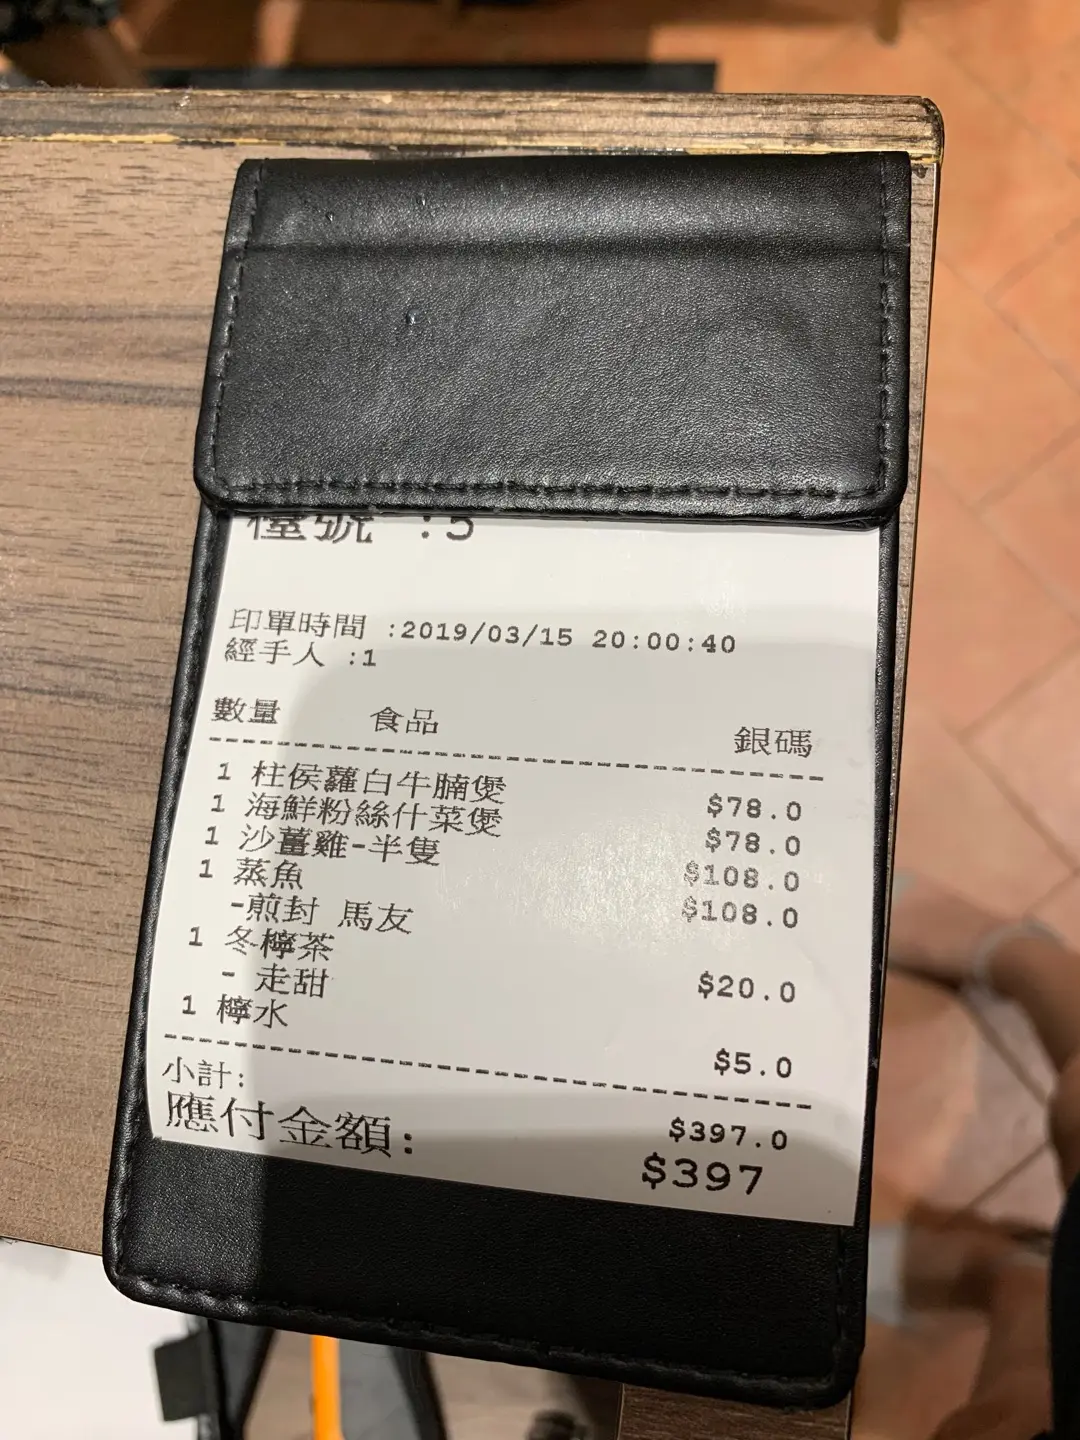 檯號 :5
印單時間 :2019/03/15 20:00:40
經手人 :1
數量 食品 銀碼
1 柱侯蘿白牛腩煲 $78.0
1 海鮮粉絲什菜煲 $78.0
1 沙薑雞-半隻 $108.0
1 蒸魚 $108.0
-煎封 馬友
1 冬檸茶 $20.0
- 走甜
1 檸水 $5.0
小計: $397.0
應付金額: $397